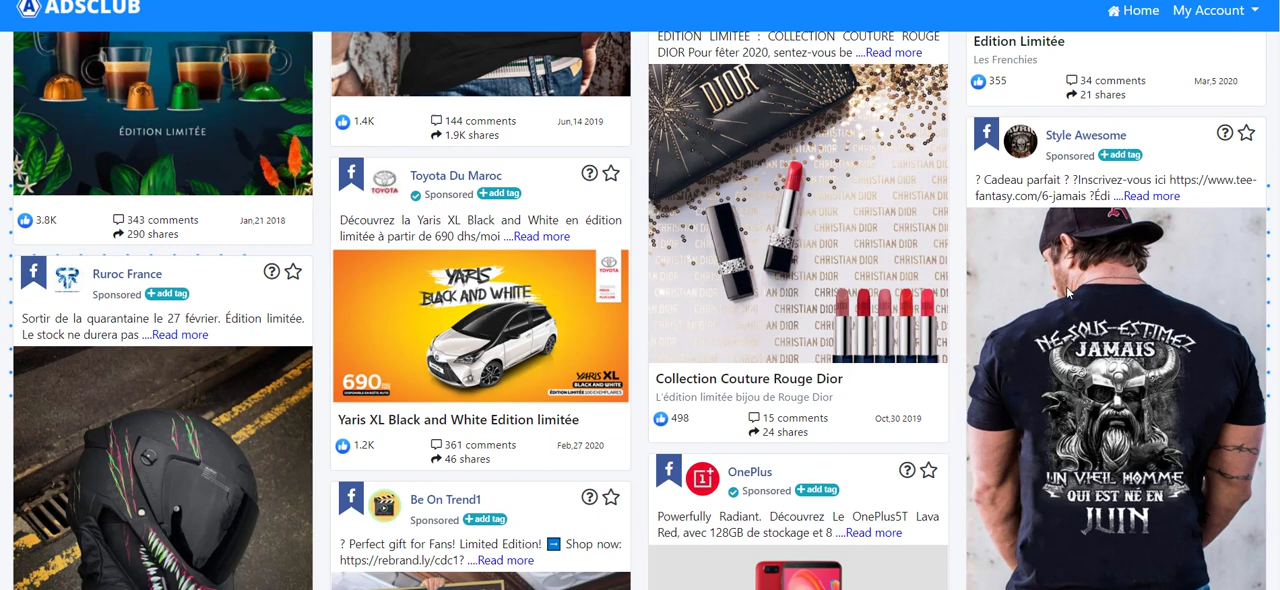 ADSCLUB
Home My Account
ÉDITION LIMITÉE
3.8K
343 comments
290 shares
Jan,21 2018
Ruroc France
Sponsored + add tag
Sortir de la quarantaine le 27 février. Édition limitée.
Le stock ne durera pas ....Read more
1.4K
144 comments
1.9K shares
Jun,14 2019
Toyota Du Maroc
Sponsored + add tag
Découvrez la Yaris XL Black and White en édition
limitée à partir de 690 dhs/moi ....Read more
TOYOTA
YARIS
BLACK AND WHITE
690
YARIS XL
BLACK AND WHITE
Yaris XL Black and White Edition limitée
1.2K
361 comments
46 shares
Feb,27 2020
Be On Trend1
Sponsored + add tag
? Perfect gift for Fans! Limited Edition! ➡ Shop now:
https://rebrand.ly/cdc1? ....Read more
EDITION LIMITÉE : COLLECTION COUTURE ROUGE
DIOR Pour fêter 2020, sentez-vous be ....Read more
DIOR
CHRISTIAN DIOR
Collection Couture Rouge Dior
L'édition limitée bijou de Rouge Dior
498
15 comments
24 shares
Oct,30 2019
OnePlus
Sponsored + add tag
Powerfully Radiant. Découvrez Le OnePlus5T Lava
Red, avec 128GB de stockage et 8 ....Read more
Edition Limitée
Les Frenchies
355
34 comments
21 shares
Mar,5 2020
Style Awesome
Sponsored + add tag
? Cadeau parfait ? ?Inscrivez-vous ici https://www.tee-
fantasy.com/6-jamais ?Édi ....Read more
NE SOUS-ESTIMEZ
JAMAIS
UN VIEIL HOMME
QUI EST NÉ EN
JUIN